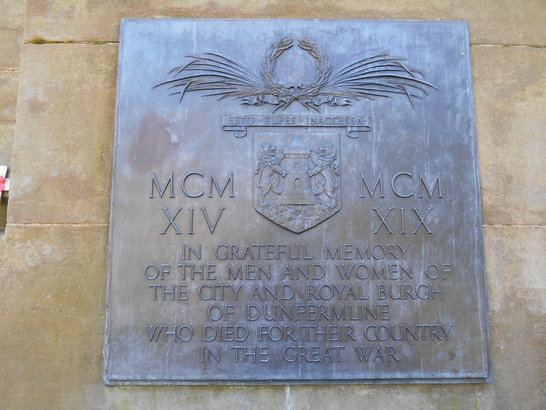 ESTO · RUPES · INACCESSA
MCM MCM
XIV XIX
IN GRATEFUL MEMORY
OF THE MEN AND WOMEN OF
THE CITY AND ROYAL BURGH
OF DUNFERMLINE
WHO DIED FOR THEIR COUNTRY
IN THE GREAT WAR